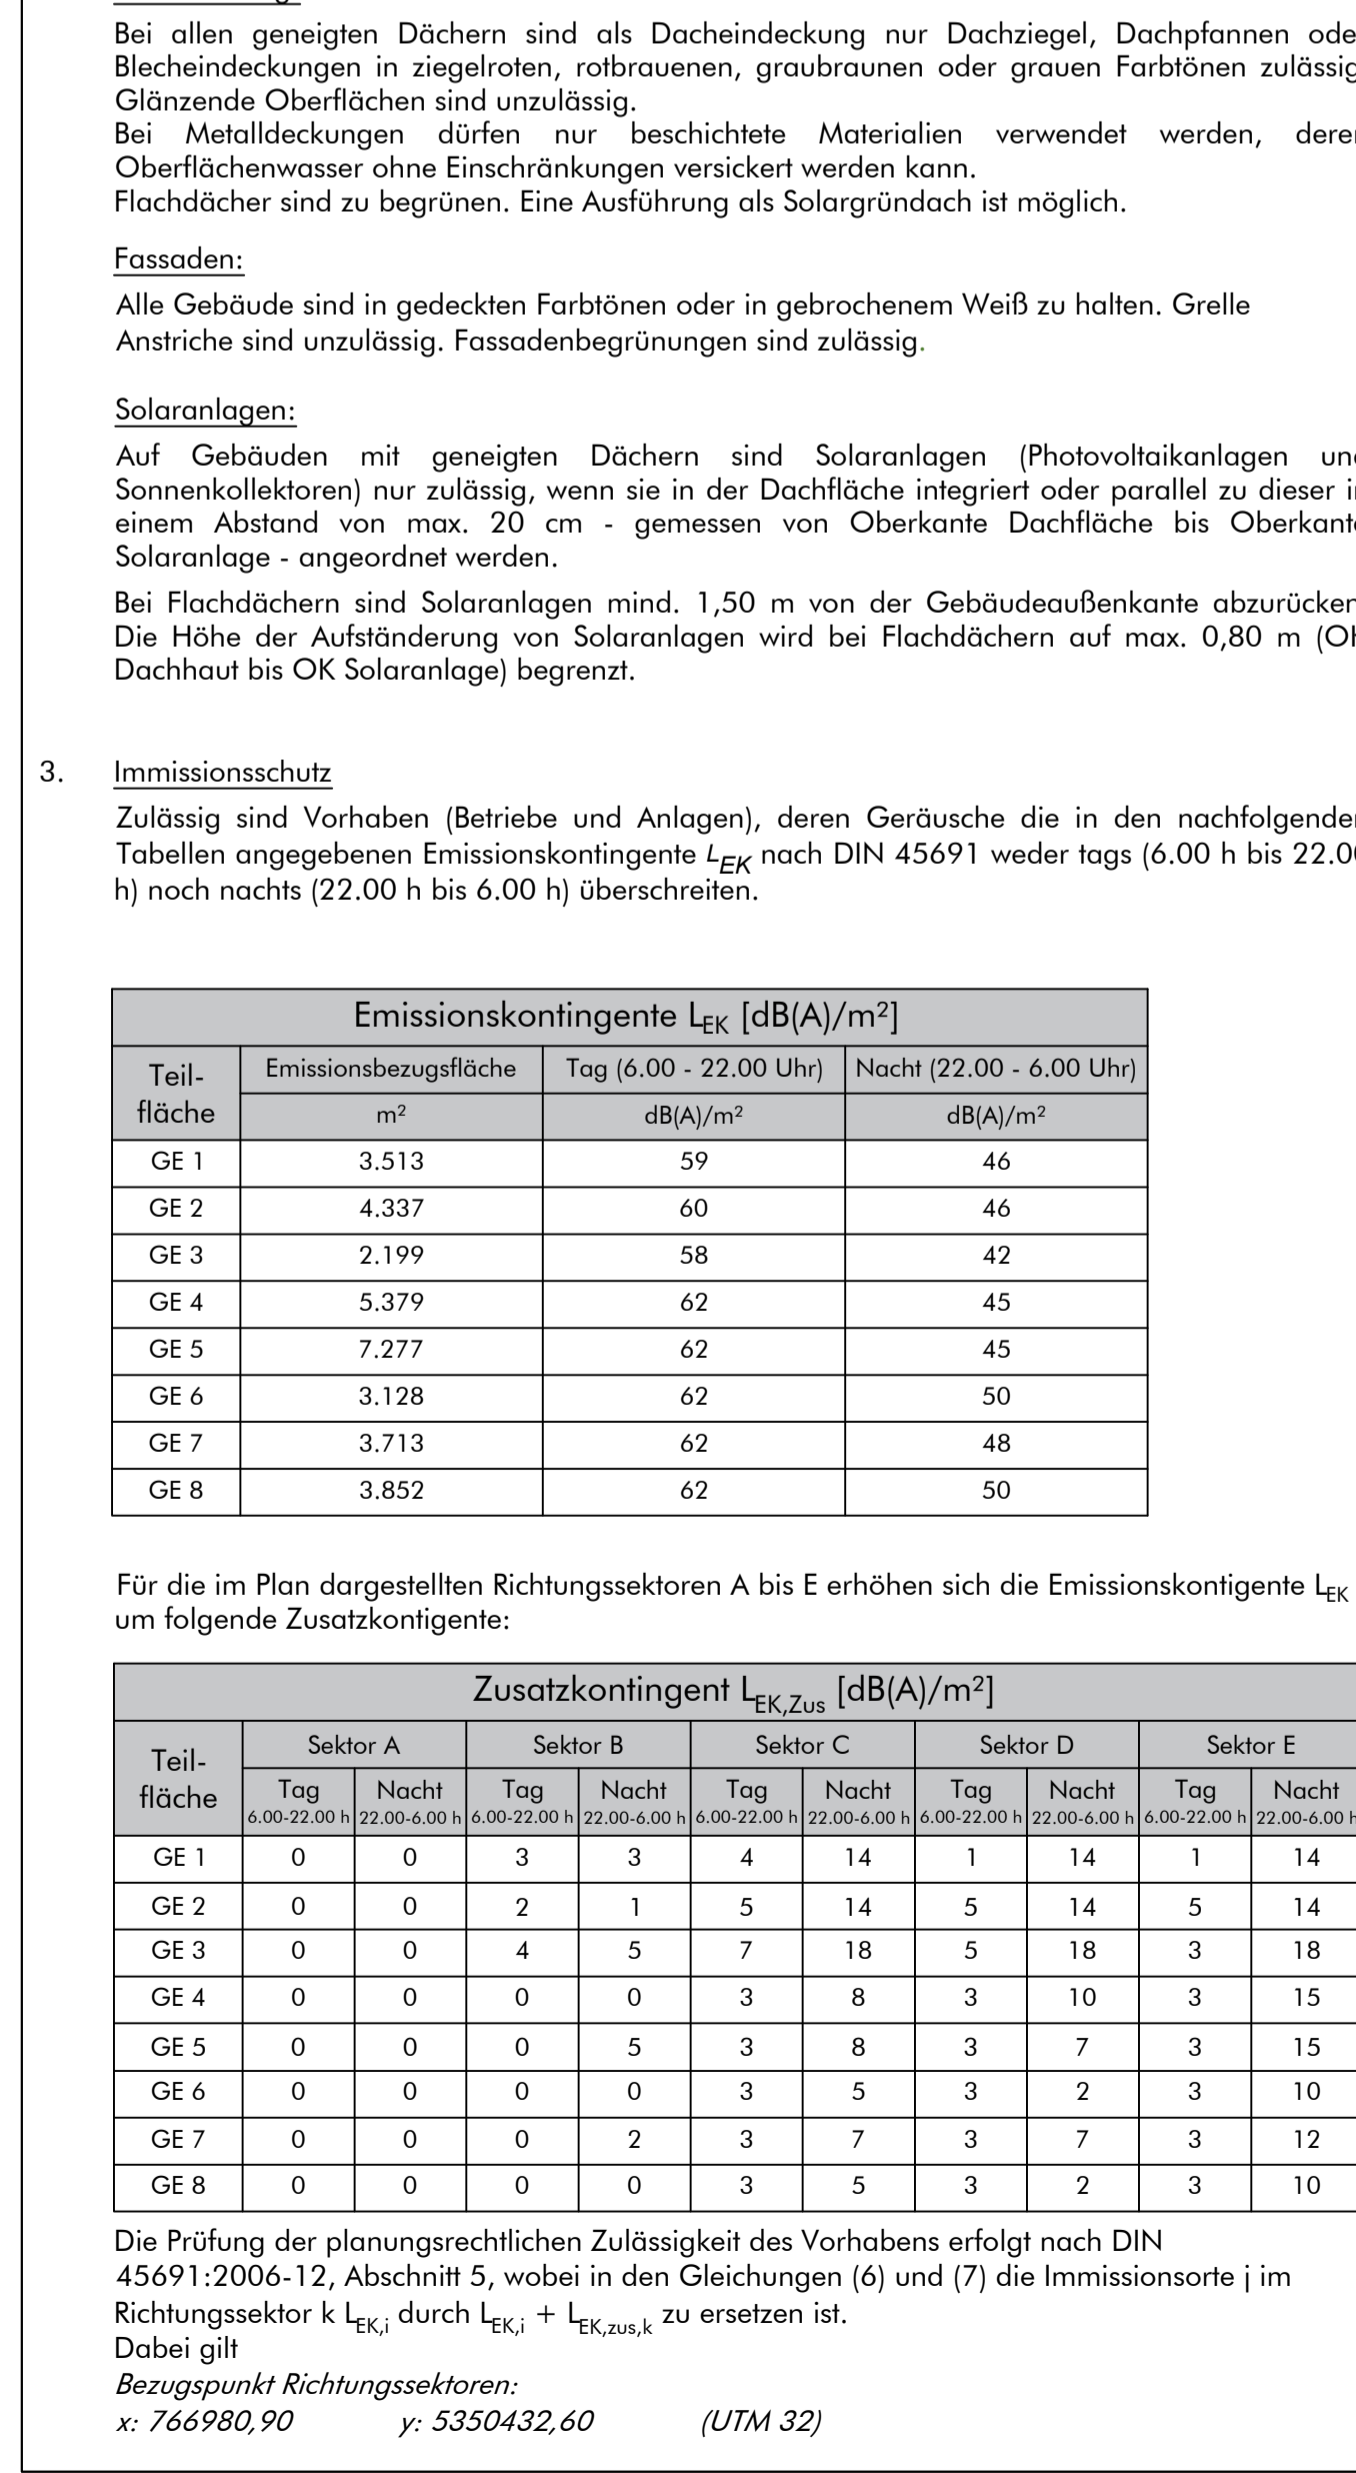 Bei allen geneigten Dächern sind als Dacheindeckung nur Dachziegel, Dachpfannen ode
Blecheindeckungen in ziegelroten, rotbrauenen, graubraunen oder grauen Farbtönen zulässig
Glänzende Oberflächen sind unzulässig.
Bei Metalldeckungen dürfen nur beschichtete Materialien verwendet werden, deren
Oberflächenwasser ohne Einschränkungen versickert werden kann.
Flachdächer sind zu begrünen. Eine Ausführung als Solargründach ist möglich.
Fassaden:
Alle Gebäude sind in gedeckten Farbtönen oder in gebrochenem Weiß zu halten. Grelle
Anstriche sind unzulässig. Fassadenbegrünungen sind zulässig.
Solaranlagen:
Auf Gebäuden mit geneigten Dächern sind Solaranlagen (Photovoltaikanlagen und
Sonnenkollektoren) nur zulässig, wenn sie in der Dachfläche integriert oder parallel zu dieser in
einem Abstand von max. 20 cm - gemessen von Oberkante Dachfläche bis Oberkante
Solaranlage - angeordnet werden.
Bei Flachdächern sind Solaranlagen mind. 1,50 m von der Gebäudeaußenkante abzurücken
Die Höhe der Aufständerung von Solaranlagen wird bei Flachdächern auf max. 0,80 m (OK
Dachhaut bis OK Solaranlage) begrenzt.
3. Immissionsschutz
Zulässig sind Vorhaben (Betriebe und Anlagen), deren Geräusche die in den nachfolgenden
Tabellen angegebenen Emissionskontingente L_EK nach DIN 45691 weder tags (6.00 h bis 22.00
h) noch nachts (22.00 h bis 6.00 h) überschreiten.
Emissionskontingente L_EK [dB(A)/m²]
Teil-fläche Emissionsbezugsfläche Tag (6.00 - 22.00 Uhr) Nacht (22.00 - 6.00 Uhr)
m² dB(A)/m² dB(A)/m²
GE 1 3.513 59 46
GE 2 4.337 60 46
GE 3 2.199 58 42
GE 4 5.379 62 45
GE 5 7.277 62 45
GE 6 3.128 62 50
GE 7 3.713 62 48
GE 8 3.852 62 50
Für die im Plan dargestellten Richtungssektoren A bis E erhöhen sich die Emissionskontigente L_EK
um folgende Zusatzkontigente:
Zusatzkontingent L_EK,Zus [dB(A)/m²]
Teil-fläche Sektor A Sektor B Sektor C Sektor D Sektor E
Tag Nacht Tag Nacht Tag Nacht Tag Nacht Tag Nacht
6.00-22.00 h 22.00-6.00 h 6.00-22.00 h 22.00-6.00 h 6.00-22.00 h 22.00-6.00 h 6.00-22.00 h 22.00-6.00 h 6.00-22.00 h 22.00-6.00 h
GE 1 0 0 3 3 4 14 1 14 1 14
GE 2 0 0 2 1 5 14 5 14 5 14
GE 3 0 0 4 5 7 18 5 18 3 18
GE 4 0 0 0 0 3 8 3 10 3 15
GE 5 0 0 0 5 3 8 3 7 3 15
GE 6 0 0 0 0 3 5 3 2 3 10
GE 7 0 0 0 2 3 7 3 7 3 12
GE 8 0 0 0 0 3 5 3 2 3 10
Die Prüfung der planungsrechtlichen Zulässigkeit des Vorhabens erfolgt nach DIN
45691:2006-12, Abschnitt 5, wobei in den Gleichungen (6) und (7) die Immissionsorte j im
Richtungssektor k L_EK,i durch L_EK,i + L_EK,zus,k zu ersetzen ist.
Dabei gilt
Bezugspunkt Richtungssektoren:
x: 766980,90 y: 5350432,60 (UTM 32)